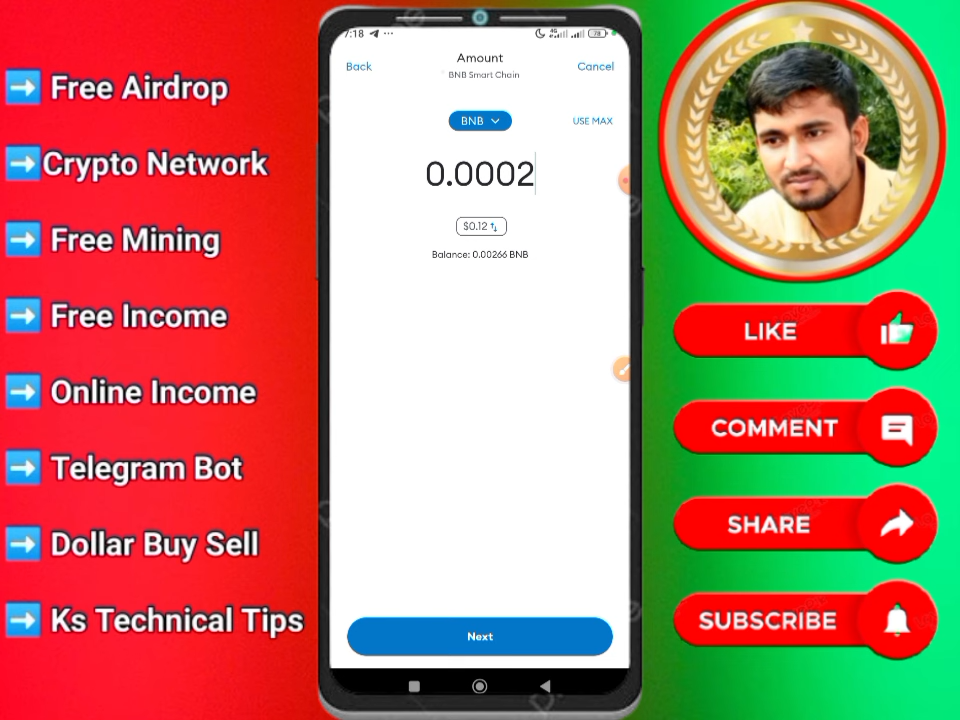 Free Airdrop
Crypto Network
Free Mining
Free Income
Online Income
Telegram Bot
Dollar Buy Sell
Ks Technical Tips
7:18
4G
78
Back
Amount
Cancel
BNB Smart Chain
BNB
USE MAX
0.0002
$0.12
Balance: 0.00266 BNB
Next
LIKE
COMMENT
SHARE
SUBSCRIBE